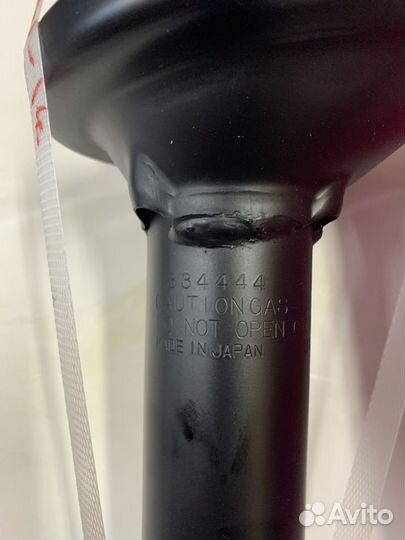 334444
CAUTION GAS
DO NOT OPEN
MADE IN JAPAN
Avito